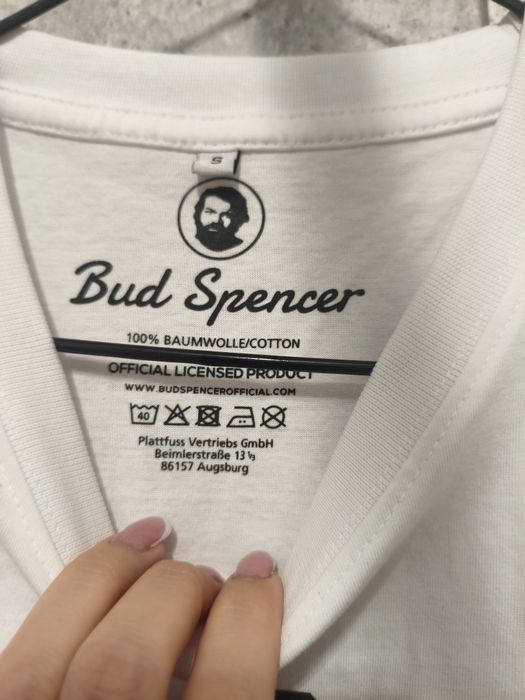 S
Bud Spencer
100% BAUMWOLLE/COTTON
OFFICIAL LICENSED PRODUCT
WWW.BUDSPENCEROFFICIAL.COM
40
Plattfuss Vertriebs GmbH
Beimlerstraße 13 ⅓
86157 Augsburg